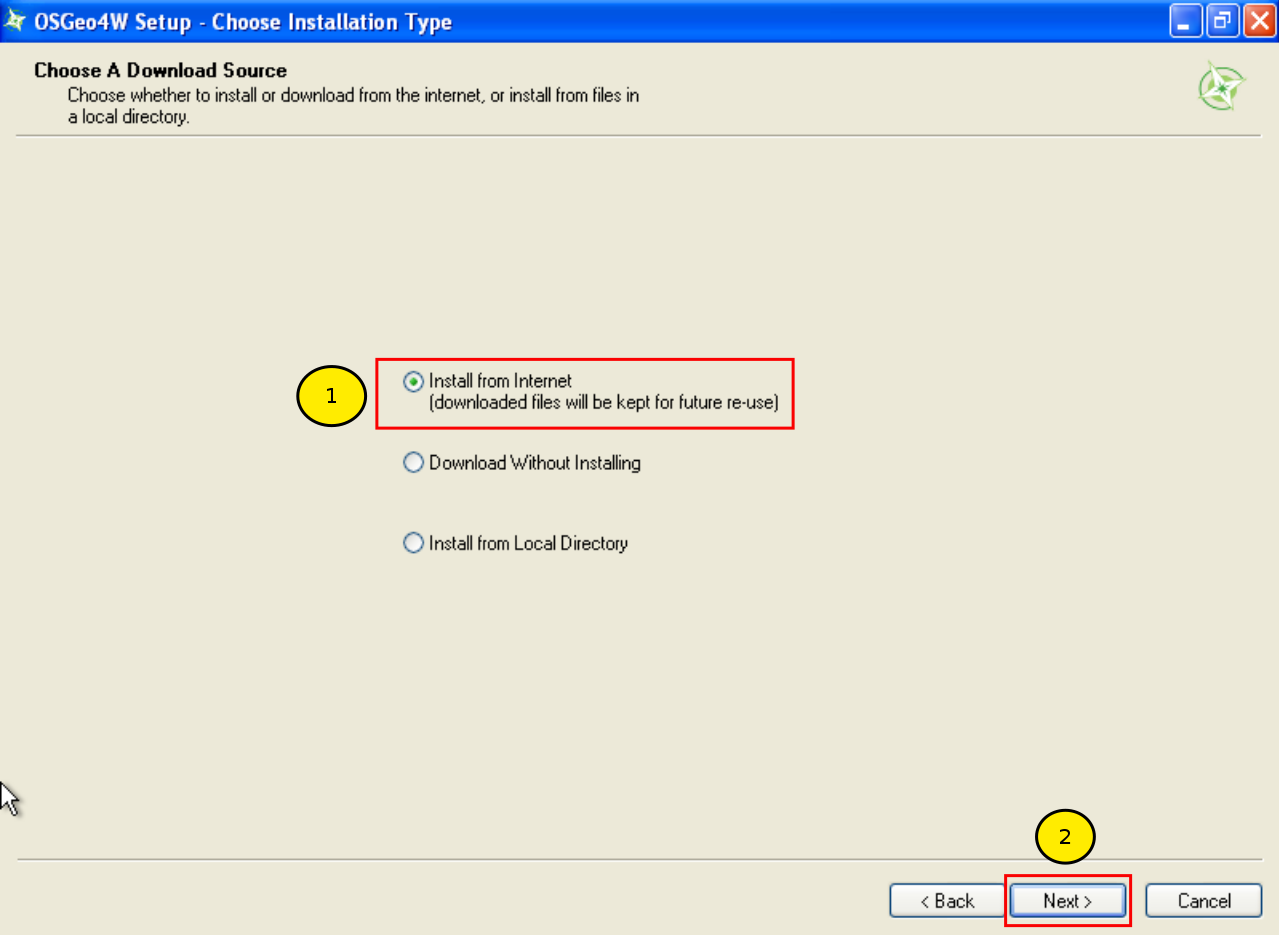 OSGeo4W Setup - Choose Installation Type
Choose A Download Source
Choose whether to install or download from the internet, or install from files in
a local directory.
1
Install from Internet
(downloaded files will be kept for future re-use)
Download Without Installing
Install from Local Directory
2
< Back
Next >
Cancel